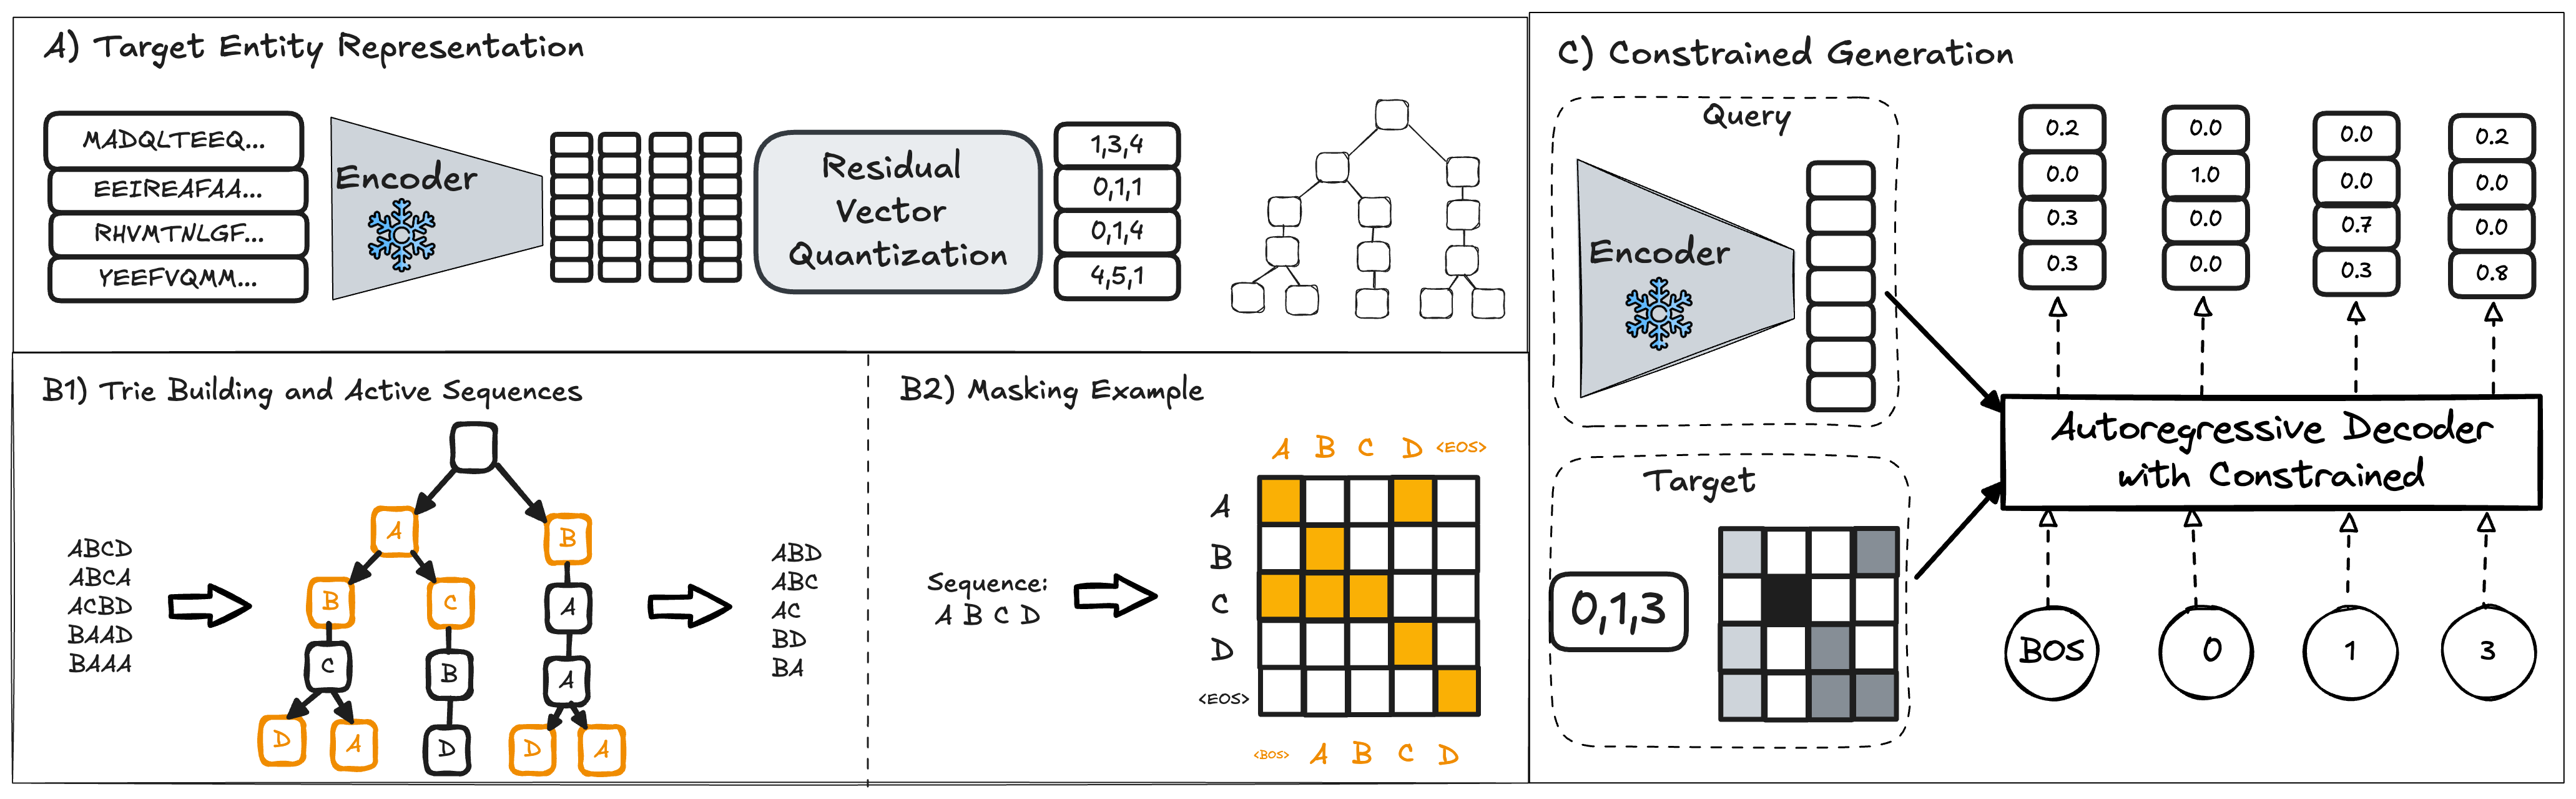 A) Target Entity Representation
MADQLTEEQ...
EEIREAFAA...
RHVMTNLGF...
YEEFVQMM...
Encoder
Residual
Vector
Quantization
1,3,4
0,1,1
0,1,4
4,5,1
B1) Trie Building and Active Sequences
ABCD
ABCA
ACBD
BAAD
BAAA
A
B
B
C
A
C
B
A
D
A
D
D
A
ABD
ABC
AC
BD
BA
B2) Masking Example
Sequence:
A B C D
A B C D <EOS>
A
B
C
D
<EOS>
<BOS> A B C D
C) Constrained Generation
Query
Encoder
Target
0,1,3
0.2
0.0
0.3
0.3
0.0
1.0
0.0
0.0
0.0
0.0
0.7
0.3
0.2
0.0
0.0
0.8
Autoregressive Decoder
with Constrained
BOS
0
1
3